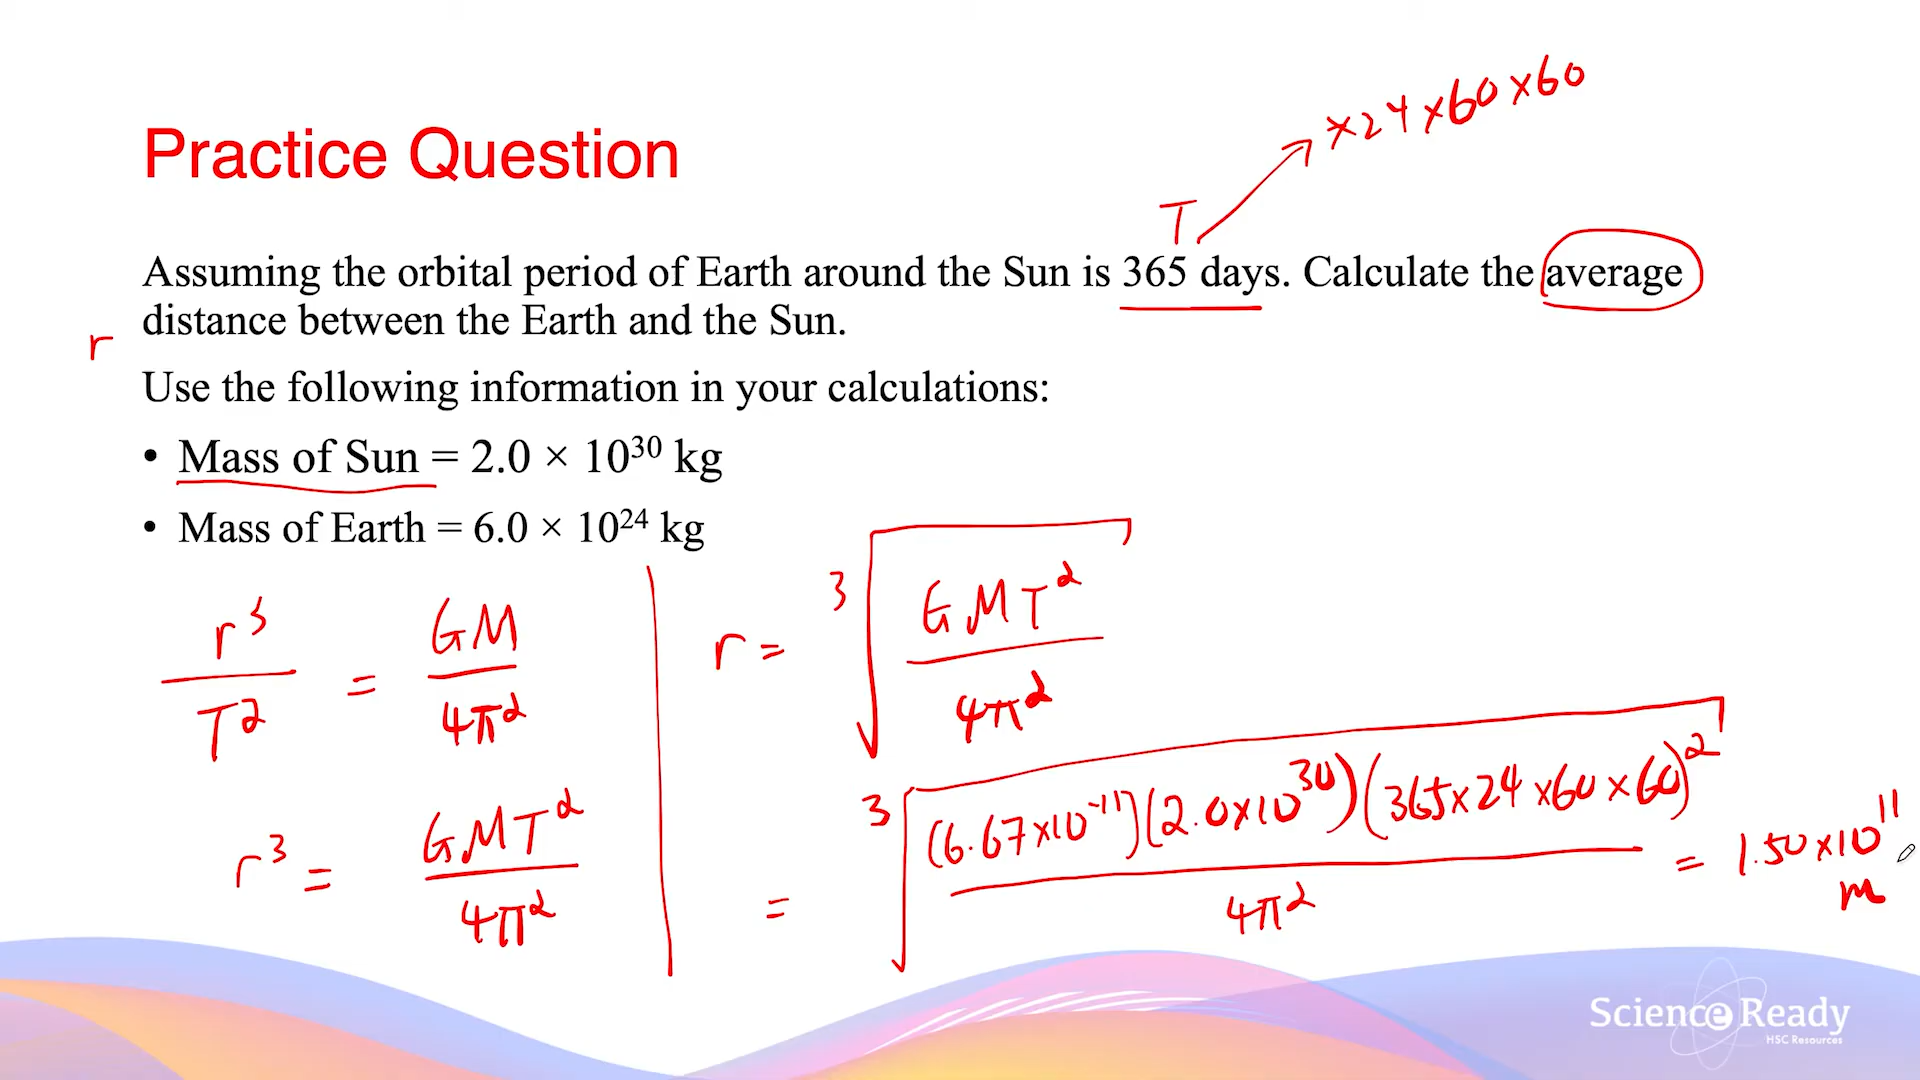 ×24×60×60
Practice Question
T
Assuming the orbital period of Earth around the Sun is 365 days. Calculate the average
distance between the Earth and the Sun.
r
Use the following information in your calculations:
• Mass of Sun = 2.0 × 10³⁰ kg
• Mass of Earth = 6.0 × 10²⁴ kg
r³/T² = GM/4π²
r³ = GMT²/4π²
r = ³√(GMT²/4π²)
= ³√((6.67×10⁻¹¹)(2.0×10³⁰)(365×24×60×60)²/4π²) = 1.50×10¹¹ m
Science Ready
HSC Resources